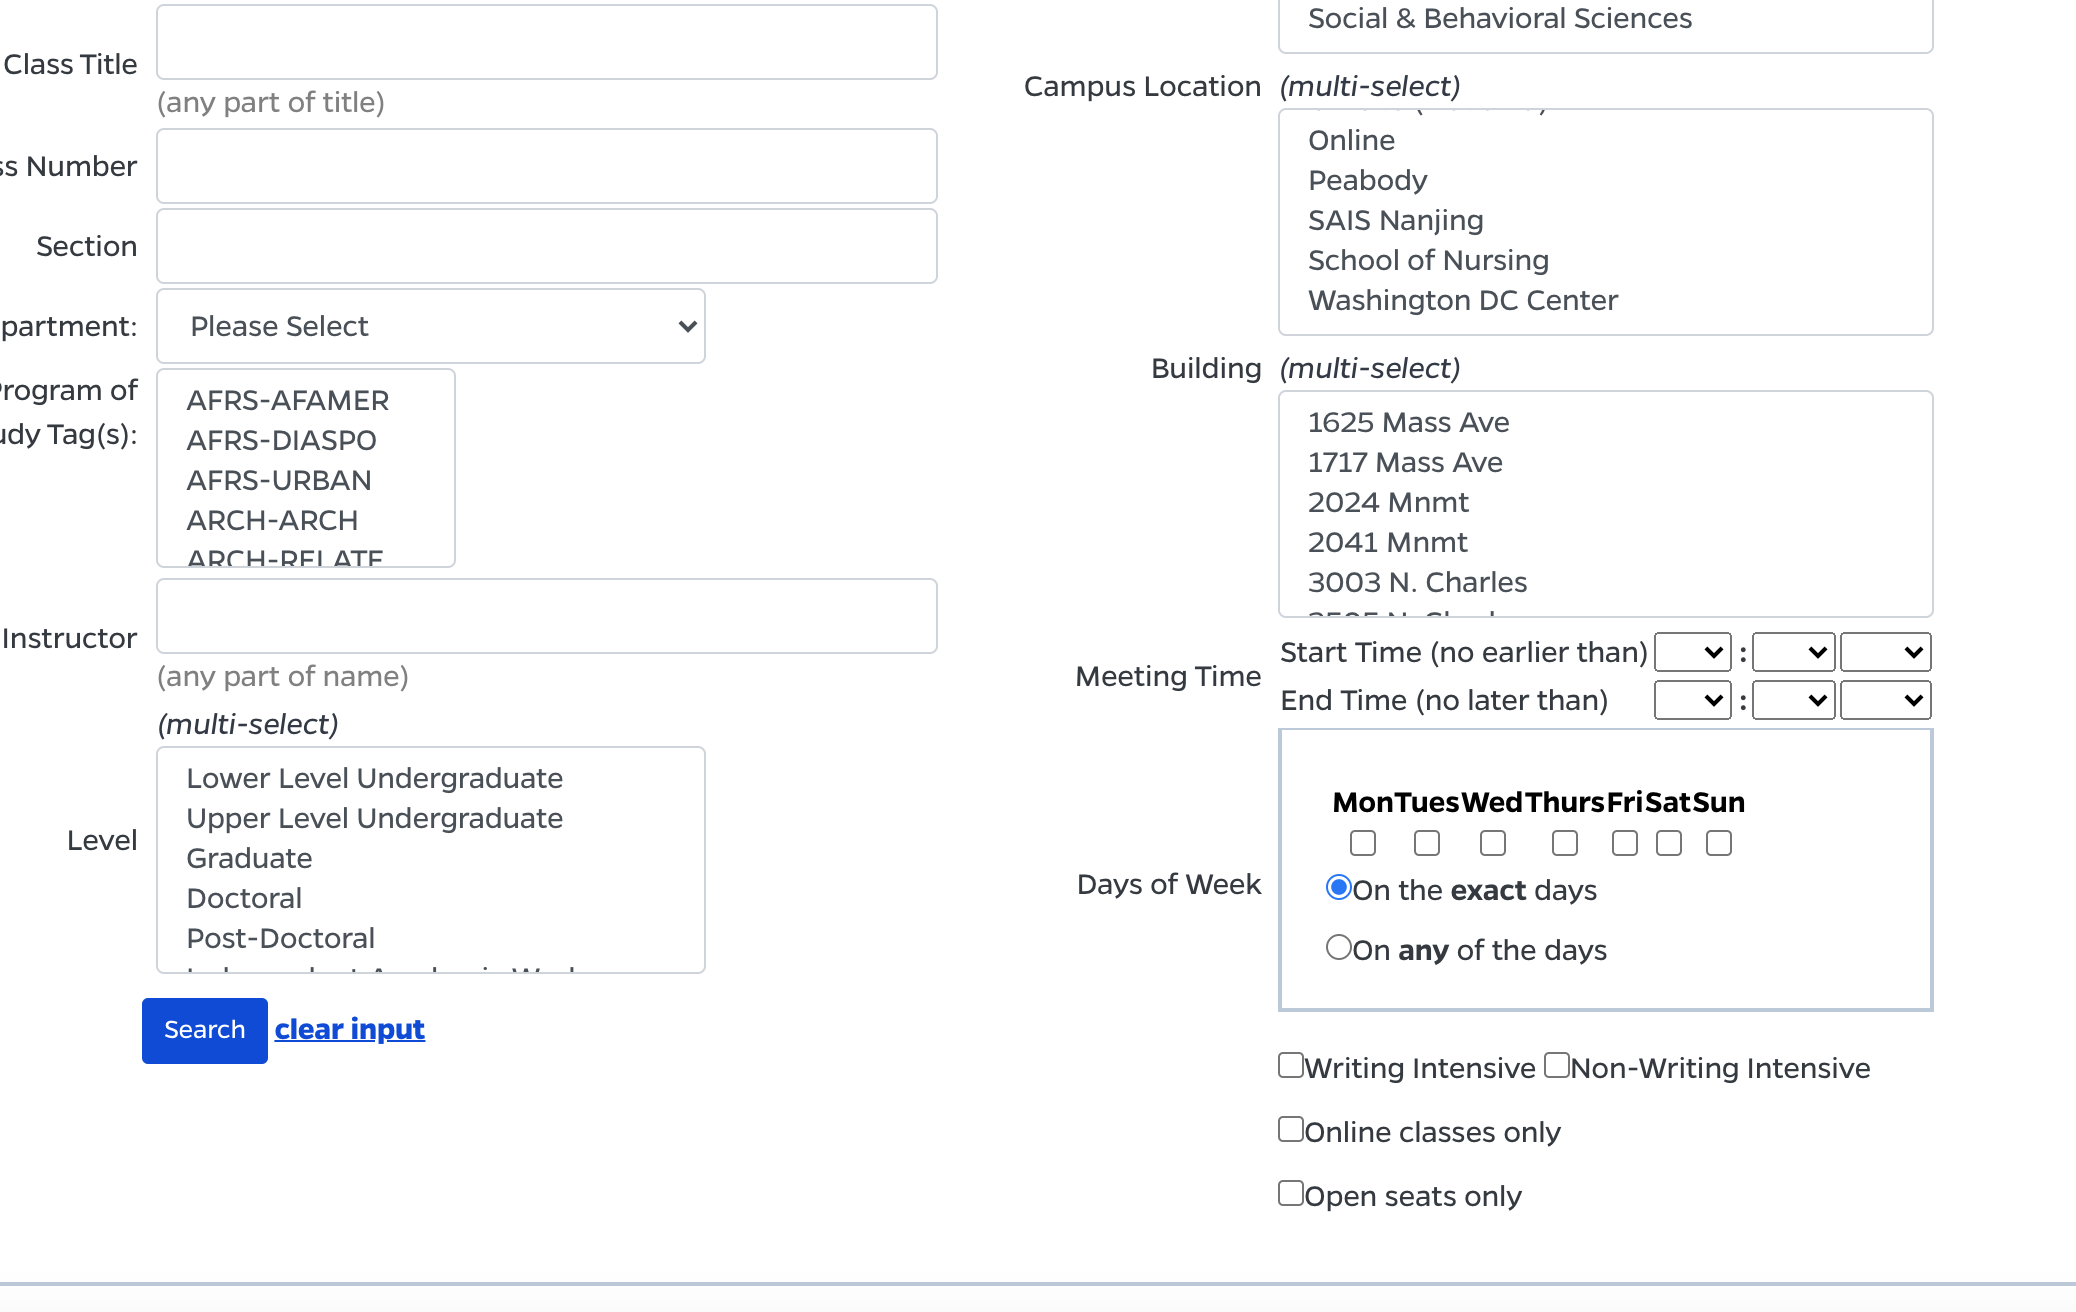 Class Title
(any part of title)
Number
Section
Please Select
of
Tag(s):
AFRS-AFAMER
AFRS-DIASPO
AFRS-URBAN
ARCH-ARCH
ARCH-RELATE
Instructor
(any part of name)
(multi-select)
Level
Lower Level Undergraduate
Upper Level Undergraduate
Graduate
Doctoral
Post-Doctoral
Search clear input
Social & Behavioral Sciences
Campus Location (multi-select)
Online
Peabody
SAIS Nanjing
School of Nursing
Washington DC Center
Building (multi-select)
1625 Mass Ave
1717 Mass Ave
2024 Mnmt
2041 Mnmt
3003 N. Charles
Meeting Time
Start Time (no earlier than) :
End Time (no later than) :
Days of Week
Mon Tues Wed Thurs Fri Sat Sun
On the exact days
On any of the days
Writing Intensive Non-Writing Intensive
Online classes only
Open seats only